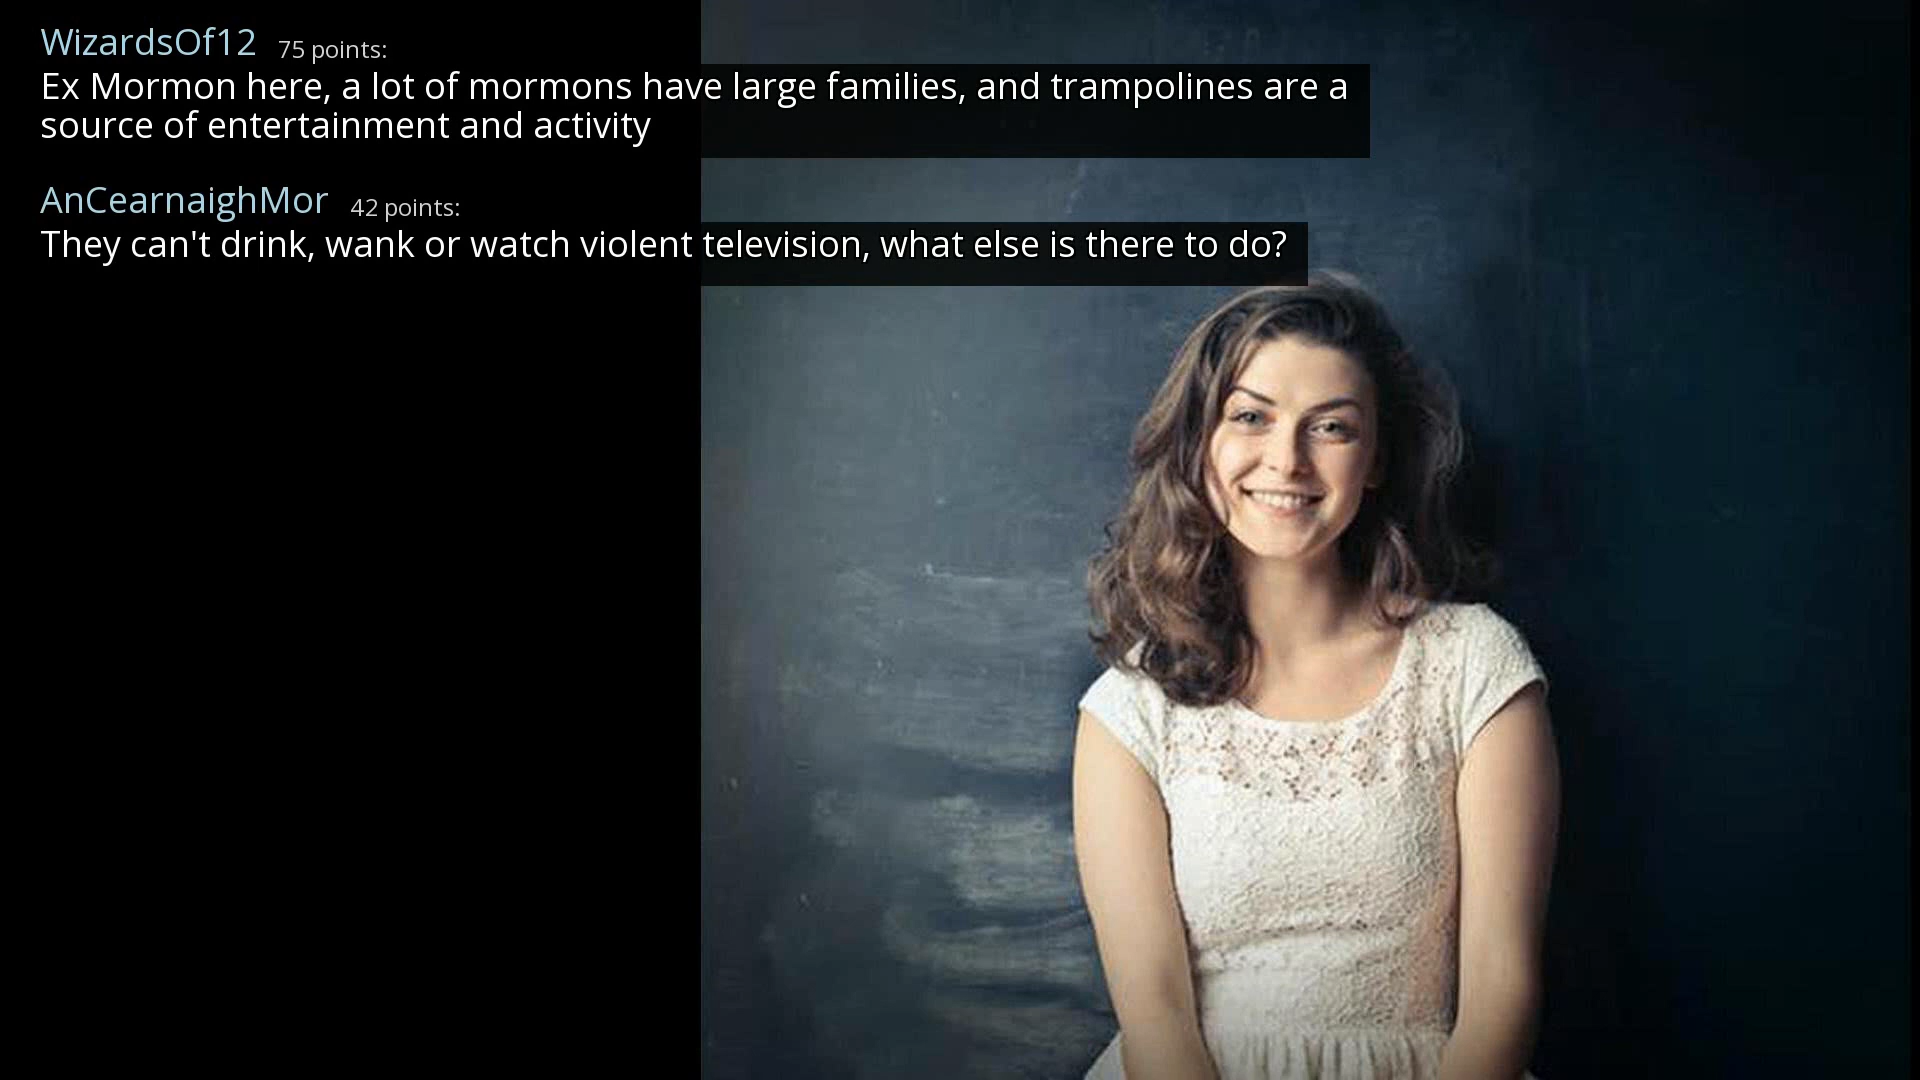 WizardsOf12 75 points:
Ex Mormon here, a lot of mormons have large families, and trampolines are a
source of entertainment and activity
AnCearnaighMor 42 points:
They can't drink, wank or watch violent television, what else is there to do?